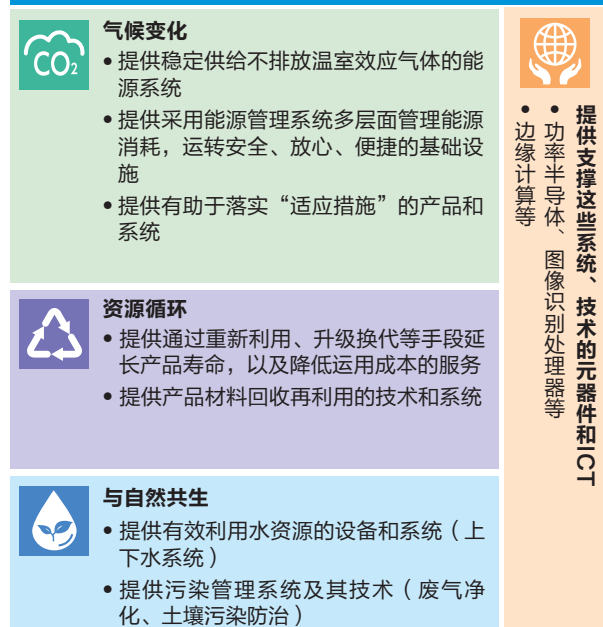 CO₂
气候变化
• 提供稳定供给不排放温室效应气体的能
源系统
• 提供采用能源管理系统多层面管理能源
消耗，运转安全、放心、便捷的基础设
施
• 提供有助于落实“适应措施”的产品和
系统
资源循环
• 提供通过重新利用、升级换代等手段延
长产品寿命，以及降低运用成本的服务
• 提供产品材料回收再利用的技术和系统
与自然共生
• 提供有效利用水资源的设备和系统（上
下水系统）
• 提供污染管理系统及其技术（废气净
化、土壤污染防治）
提供支撑这些系统、技术的元器件和ICT
• 功率半导体、图像识别处理器等
• 边缘计算等